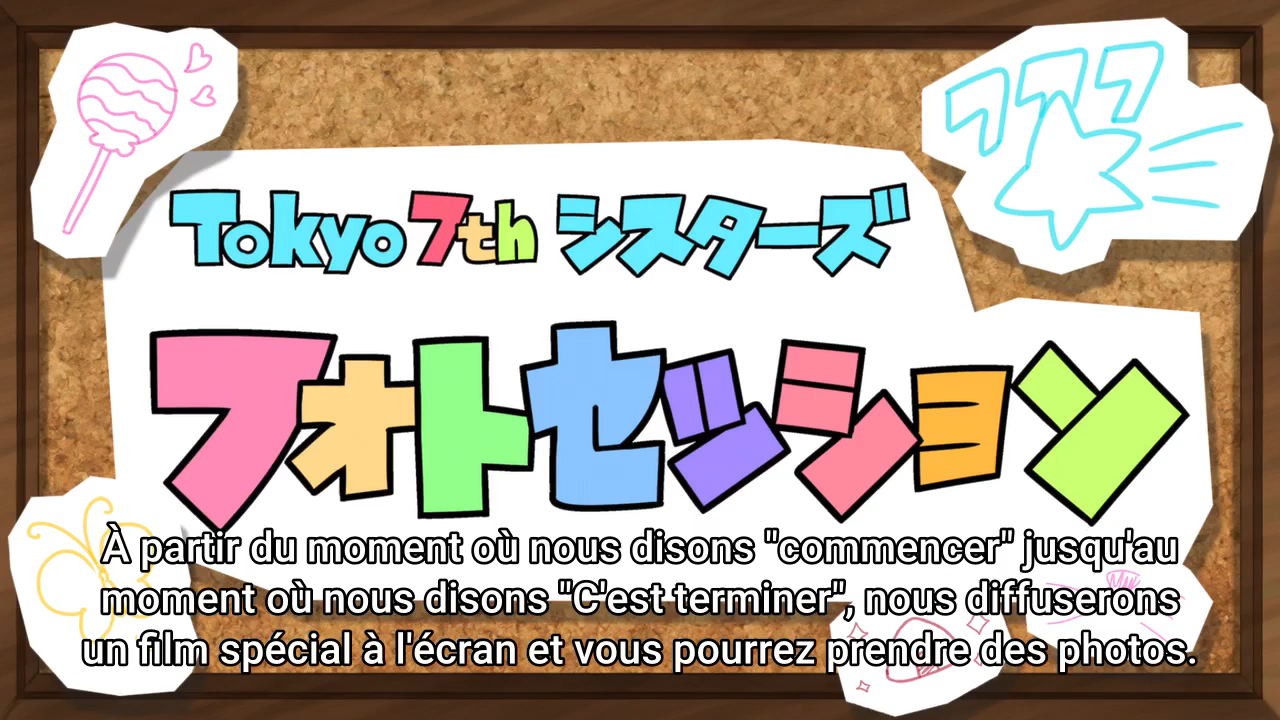 777
Tokyo 7th シスターズ
フォトセッション
À partir du moment où nous disons "commencer" jusqu'au
moment où nous disons "C'est terminer", nous diffuserons
un film spécial à l'écran et vous pourrez prendre des photos.